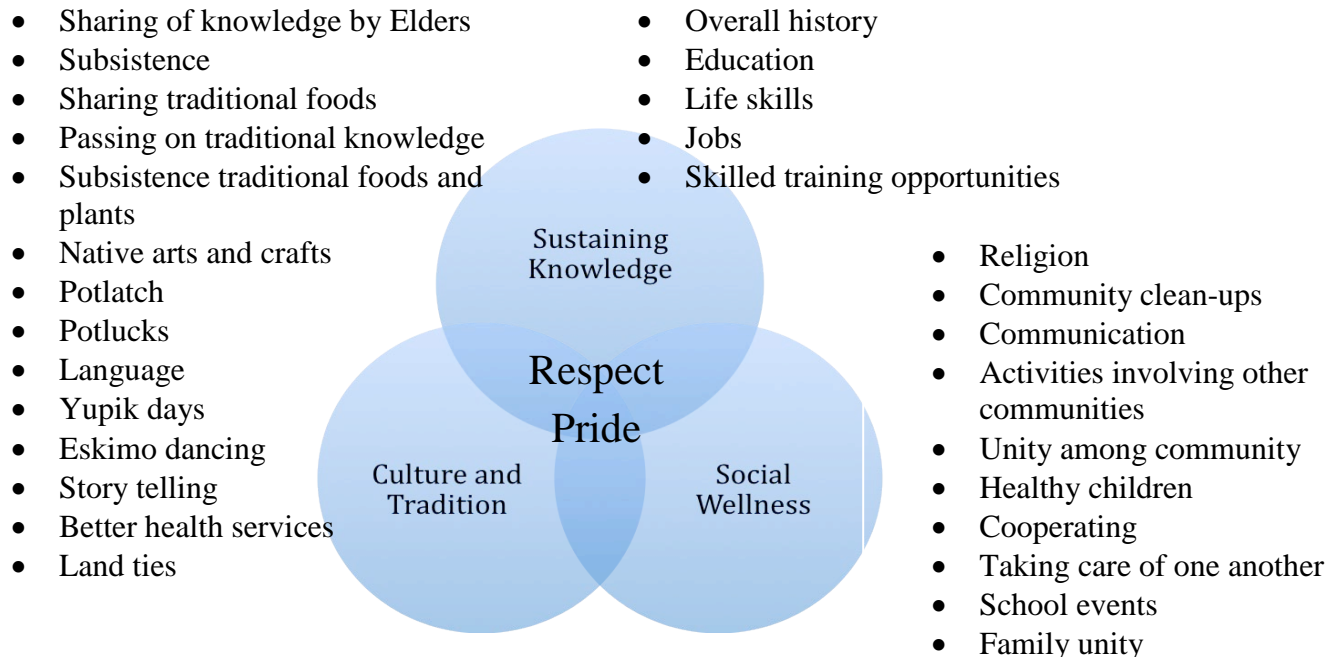 • Sharing of knowledge by Elders
• Subsistence
• Sharing traditional foods
• Passing on traditional knowledge
• Subsistence traditional foods and
plants
• Native arts and crafts
• Potlatch
• Potlucks
• Language
• Yupik days
• Eskimo dancing
• Story telling
• Better health services
• Land ties
• Overall history
• Education
• Life skills
• Jobs
• Skilled training opportunities
Sustaining
Knowledge
Respect
Pride
Culture and
Tradition
Social
Wellness
• Religion
• Community clean-ups
• Communication
• Activities involving other
communities
• Unity among community
• Healthy children
• Cooperating
• Taking care of one another
• School events
• Family unity